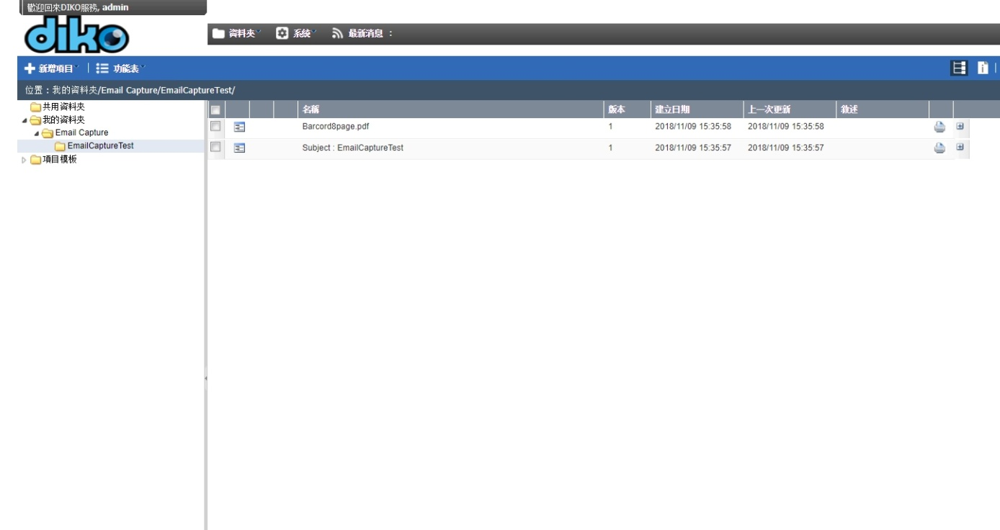 歡迎回來DIKO服務, admin
diko
資料夾 系統 最新消息 :
新增項目 功能表
位置 : 我的資料夾/Email Capture/EmailCaptureTest/
共用資料夾
我的資料夾
Email Capture
EmailCaptureTest
項目模板
名稱 版本 建立日期 上一次更新 敘述
Barcord8page.pdf 1 2018/11/09 15:35:58 2018/11/09 15:35:58
Subject : EmailCaptureTest 1 2018/11/09 15:35:57 2018/11/09 15:35:57